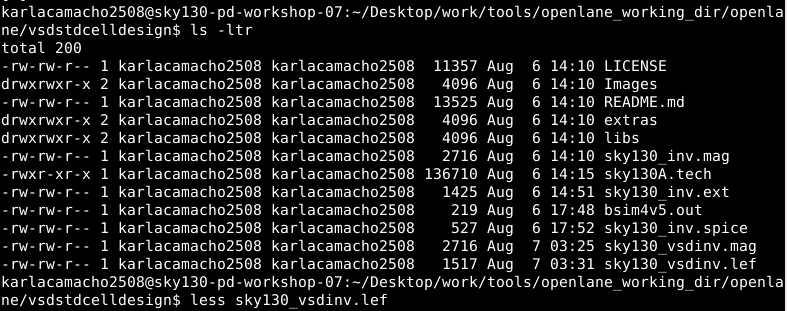 karlacamacho2508@sky130-pd-workshop-07:~/Desktop/work/tools/openlane_working_dir/openla
ne/vsdstdcelldesign$ ls -ltr
total 200
-rw-rw-r-- 1 karlacamacho2508 karlacamacho2508  11357 Aug  6 14:10 LICENSE
drwxrwxr-x 2 karlacamacho2508 karlacamacho2508   4096 Aug  6 14:10 Images
-rw-rw-r-- 1 karlacamacho2508 karlacamacho2508  13525 Aug  6 14:10 README.md
drwxrwxr-x 2 karlacamacho2508 karlacamacho2508   4096 Aug  6 14:10 extras
drwxrwxr-x 2 karlacamacho2508 karlacamacho2508   4096 Aug  6 14:10 libs
-rw-rw-r-- 1 karlacamacho2508 karlacamacho2508   2716 Aug  6 14:10 sky130_inv.mag
-rwxr-xr-x 1 karlacamacho2508 karlacamacho2508 136710 Aug  6 14:15 sky130A.tech
-rw-rw-r-- 1 karlacamacho2508 karlacamacho2508   1425 Aug  6 14:51 sky130_inv.ext
-rw-rw-r-- 1 karlacamacho2508 karlacamacho2508    219 Aug  6 17:48 bsim4v5.out
-rw-rw-r-- 1 karlacamacho2508 karlacamacho2508    527 Aug  6 17:52 sky130_inv.spice
-rw-rw-r-- 1 karlacamacho2508 karlacamacho2508   2716 Aug  7 03:25 sky130_vsdinv.mag
-rw-rw-r-- 1 karlacamacho2508 karlacamacho2508   1517 Aug  7 03:31 sky130_vsdinv.lef
karlacamacho2508@sky130-pd-workshop-07:~/Desktop/work/tools/openlane_working_dir/openla
ne/vsdstdcelldesign$ less sky130_vsdinv.lef